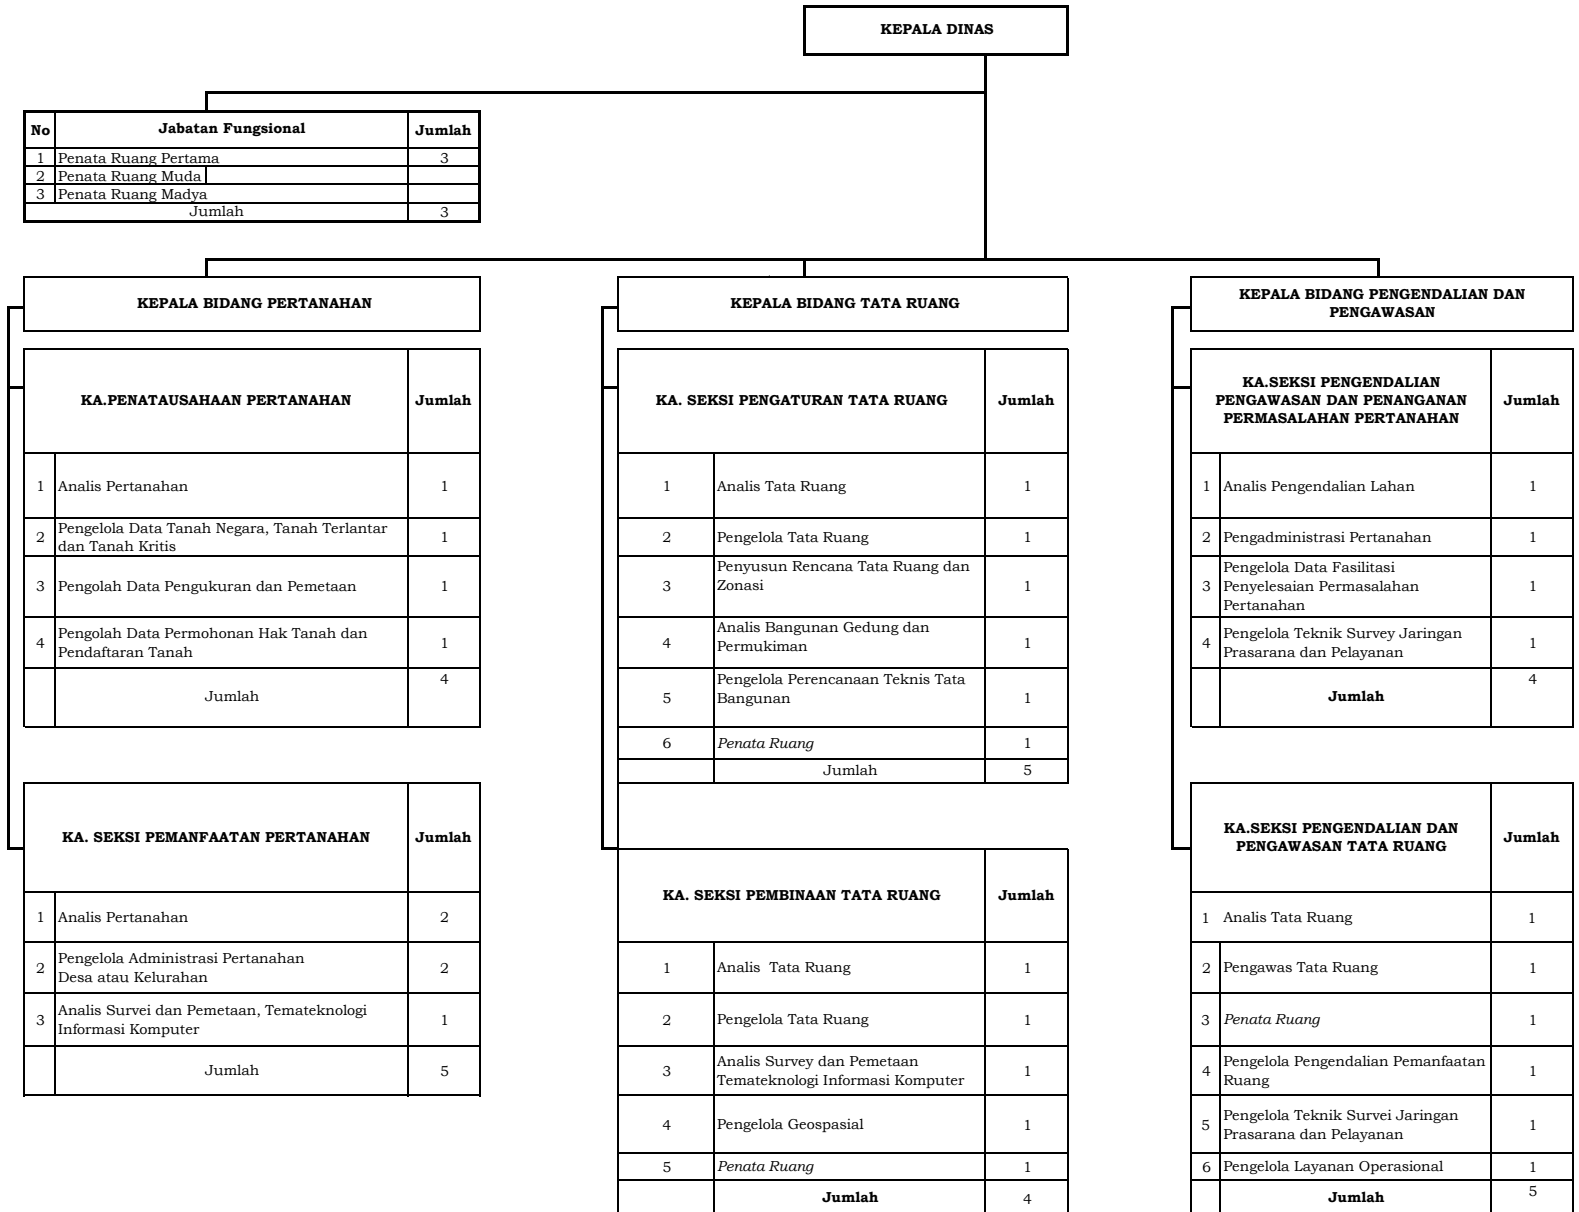 KEPALA DINAS
No Jabatan Fungsional Jumlah
1 Penata Ruang Pertama 3
2 Penata Ruang Muda
3 Penata Ruang Madya
Jumlah 3
KEPALA BIDANG PERTANAHAN
KA.PENATAUSAHAAN PERTANAHAN Jumlah
1 Analis Pertanahan 1
2 Pengelola Data Tanah Negara, Tanah Terlantar
dan Tanah Kritis 1
3 Pengolah Data Pengukuran dan Pemetaan 1
4 Pengolah Data Permohonan Hak Tanah dan
Pendaftaran Tanah 1
Jumlah 4
KA. SEKSI PEMANFAATAN PERTANAHAN Jumlah
1 Analis Pertanahan 2
2 Pengelola Administrasi Pertanahan
Desa atau Kelurahan 2
3 Analis Survei dan Pemetaan, Temateknologi
Informasi Komputer 1
Jumlah 5
KEPALA BIDANG TATA RUANG
KA. SEKSI PENGATURAN TATA RUANG Jumlah
1 Analis Tata Ruang 1
2 Pengelola Tata Ruang 1
3 Penyusun Rencana Tata Ruang dan
Zonasi 1
4 Analis Bangunan Gedung dan
Permukiman 1
5 Pengelola Perencanaan Teknis Tata
Bangunan 1
6 Penata Ruang 1
Jumlah 5
KA. SEKSI PEMBINAAN TATA RUANG Jumlah
1 Analis  Tata Ruang 1
2 Pengelola Tata Ruang 1
3 Analis Survey dan Pemetaan
Temateknologi Informasi Komputer 1
4 Pengelola Geospasial 1
5 Penata Ruang 1
Jumlah 4
KEPALA BIDANG PENGENDALIAN DAN
PENGAWASAN
KA.SEKSI PENGENDALIAN
PENGAWASAN DAN PENANGANAN
PERMASALAHAN PERTANAHAN Jumlah
1 Analis Pengendalian Lahan 1
2 Pengadministrasi Pertanahan 1
3 Pengelola Data Fasilitasi
Penyelesaian Permasalahan
Pertanahan 1
4 Pengelola Teknik Survey Jaringan
Prasarana dan Pelayanan 1
Jumlah 4
KA.SEKSI PENGENDALIAN DAN
PENGAWASAN TATA RUANG Jumlah
1 Analis Tata Ruang 1
2 Pengawas Tata Ruang 1
3 Penata Ruang 1
4 Pengelola Pengendalian Pemanfaatan
Ruang 1
5 Pengelola Teknik Survei Jaringan
Prasarana dan Pelayanan 1
6 Pengelola Layanan Operasional 1
Jumlah 5